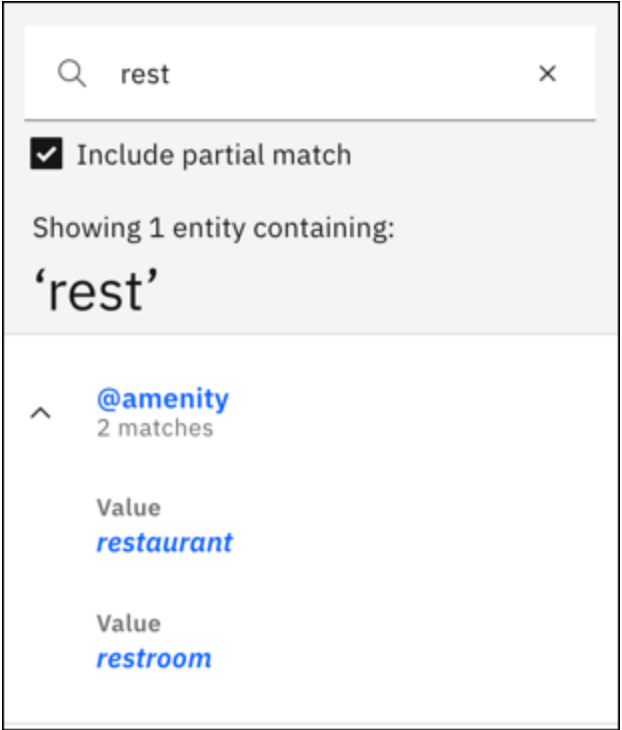 rest
Include partial match
Showing 1 entity containing:
‘rest’
@amenity
2 matches
Value
restaurant
Value
restroom